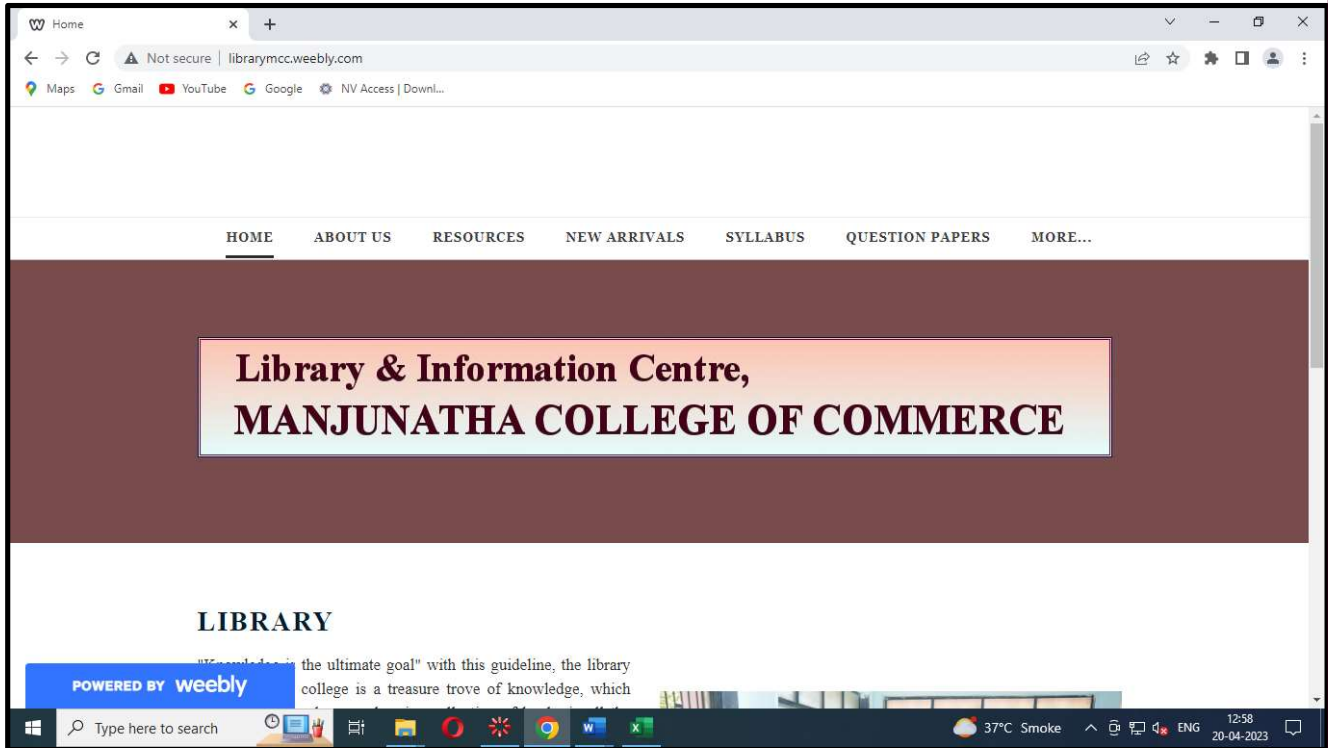 Home
Not secure | librarymcc.weebly.com
Maps Gmail YouTube Google NV Access | Downl...
HOME ABOUT US RESOURCES NEW ARRIVALS SYLLABUS QUESTION PAPERS MORE...
Library & Information Centre,
MANJUNATHA COLLEGE OF COMMERCE
LIBRARY
the ultimate goal" with this guideline, the library
college is a treasure trove of knowledge, which
POWERED BY weebly
Type here to search
37°C Smoke
ENG
12:58
20-04-2023